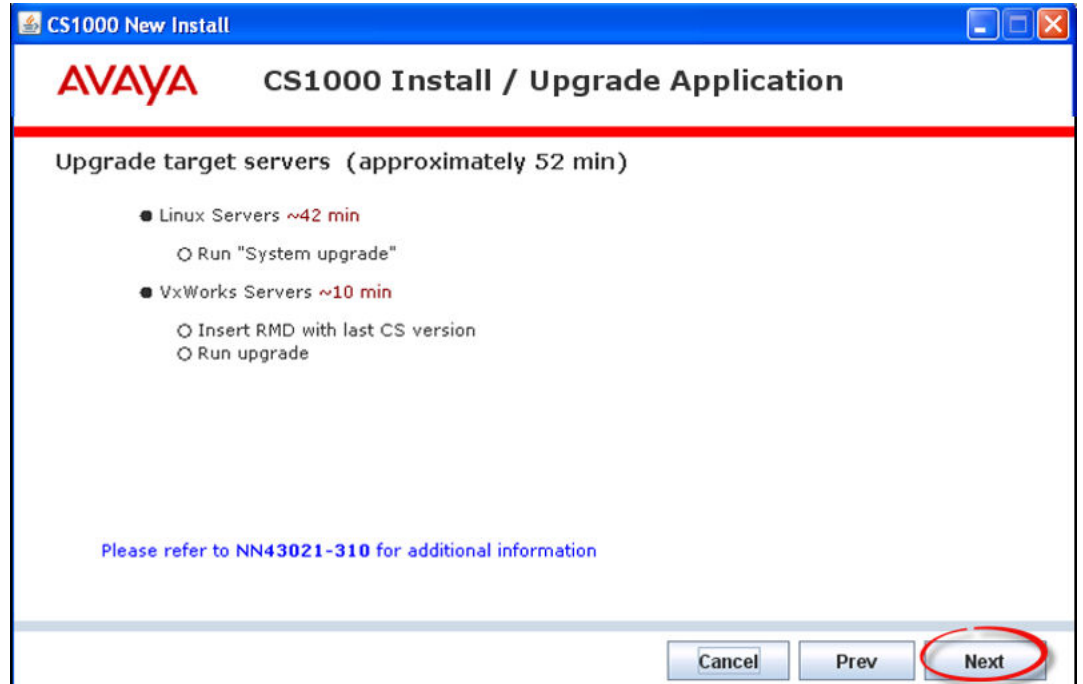 CS1000 New Install
AVAYA
CS1000 Install / Upgrade Application
Upgrade target servers (approximately 52 min)
Linux Servers ~42 min
Run "System upgrade"
VxWorks Servers ~10 min
Insert RMD with last CS version
Run upgrade
Please refer to NN43021-310 for additional information
Cancel
Prev
Next